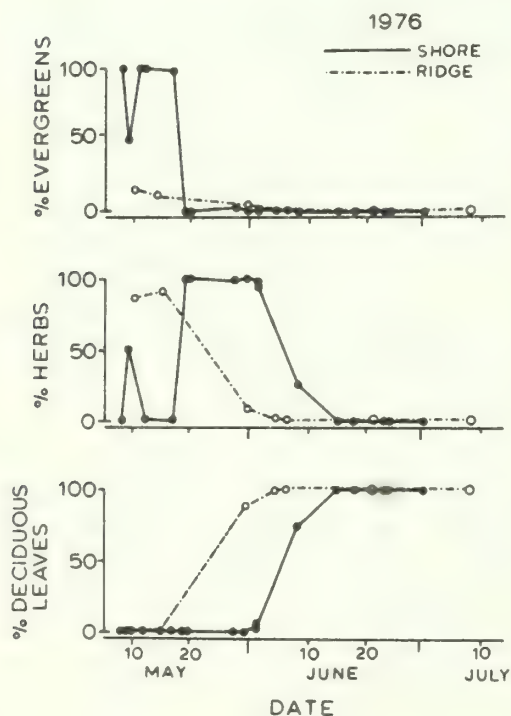 1976
SHORE
RIDGE
% EVERGREENS
100
50
0
% HERBS
100
50
0
% DECIDUOUS
LEAVES
100
50
0
10 20 10 20 10
MAY JUNE JULY
DATE